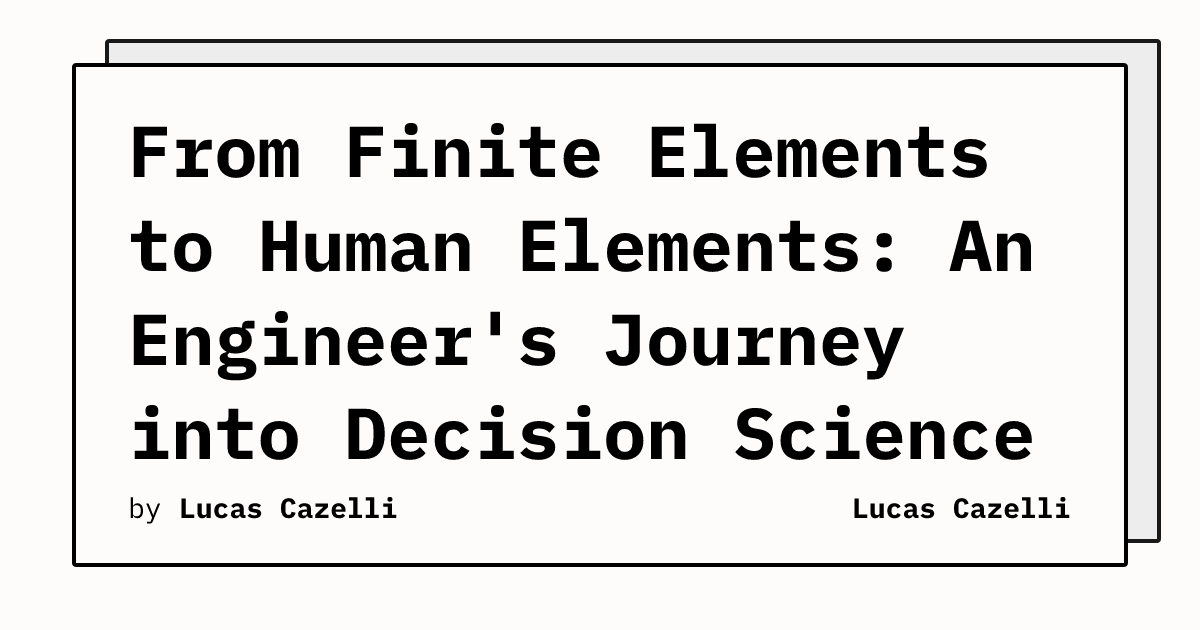 From Finite Elements
to Human Elements: An
Engineer's Journey
into Decision Science
by Lucas Cazelli
Lucas Cazelli